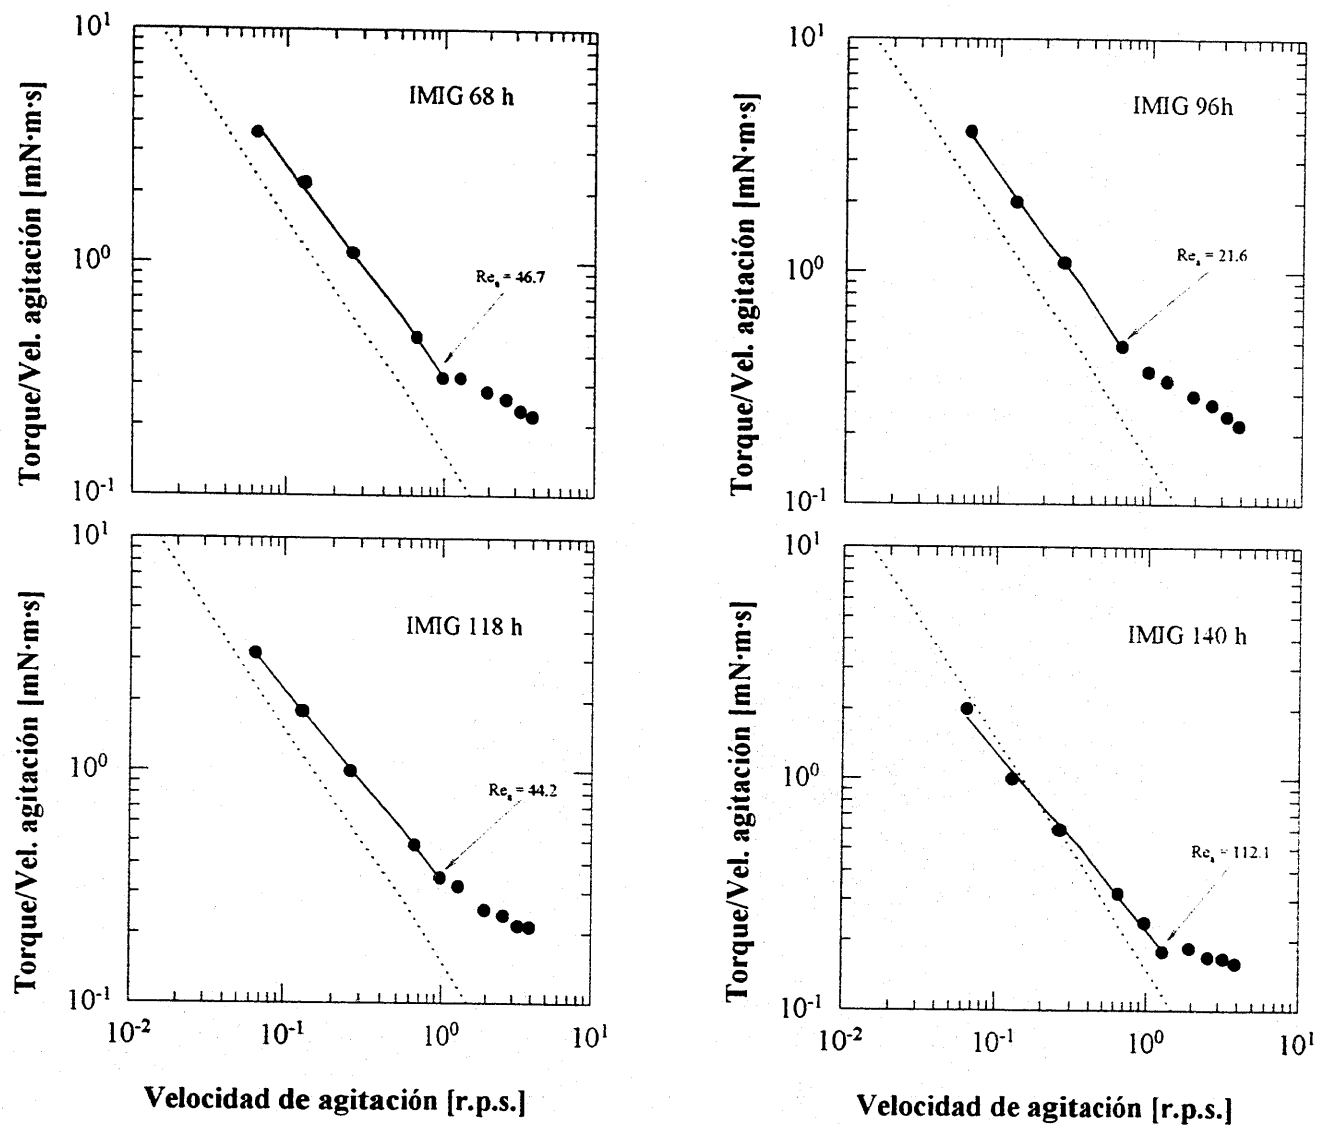 10¹
IMIG 68 h
Reₐ = 46.7
10⁰
10⁻¹
Torque/Vel. agitación [mN·m·s]
10¹
IMIG 96h
Reₐ = 21.6
10⁰
10⁻¹
Torque/Vel. agitación [mN·m·s]
10¹
IMIG 118 h
Reₐ = 44.2
10⁰
10⁻¹
Torque/Vel. agitación [mN·m·s]
10⁻² 10⁻¹ 10⁰ 10¹
Velocidad de agitación [r.p.s.]
10¹
IMIG 140 h
Reₐ = 112.1
10⁰
10⁻¹
Torque/Vel. agitación [mN·m·s]
10⁻² 10⁻¹ 10⁰ 10¹
Velocidad de agitación [r.p.s.]